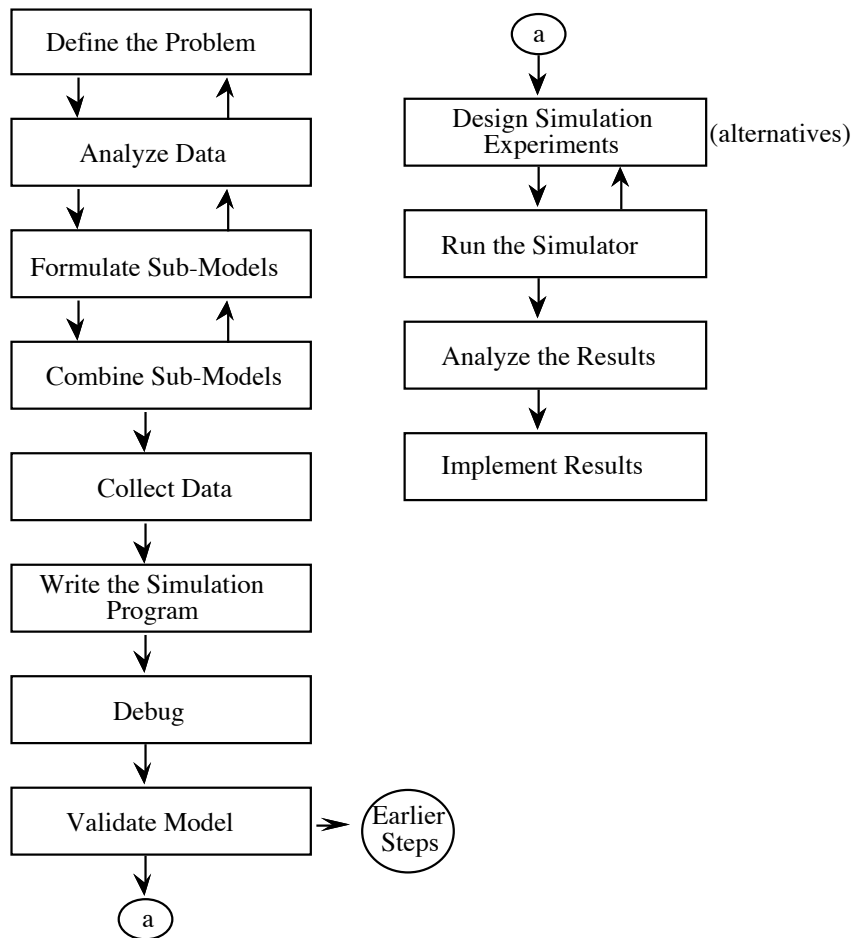 Define the Problem
Analyze Data
Formulate Sub-Models
Combine Sub-Models
Collect Data
Write the Simulation
Program
Debug
Validate Model
Earlier
Steps
a
a
Design Simulation
Experiments
(alternatives)
Run the Simulator
Analyze the Results
Implement Results